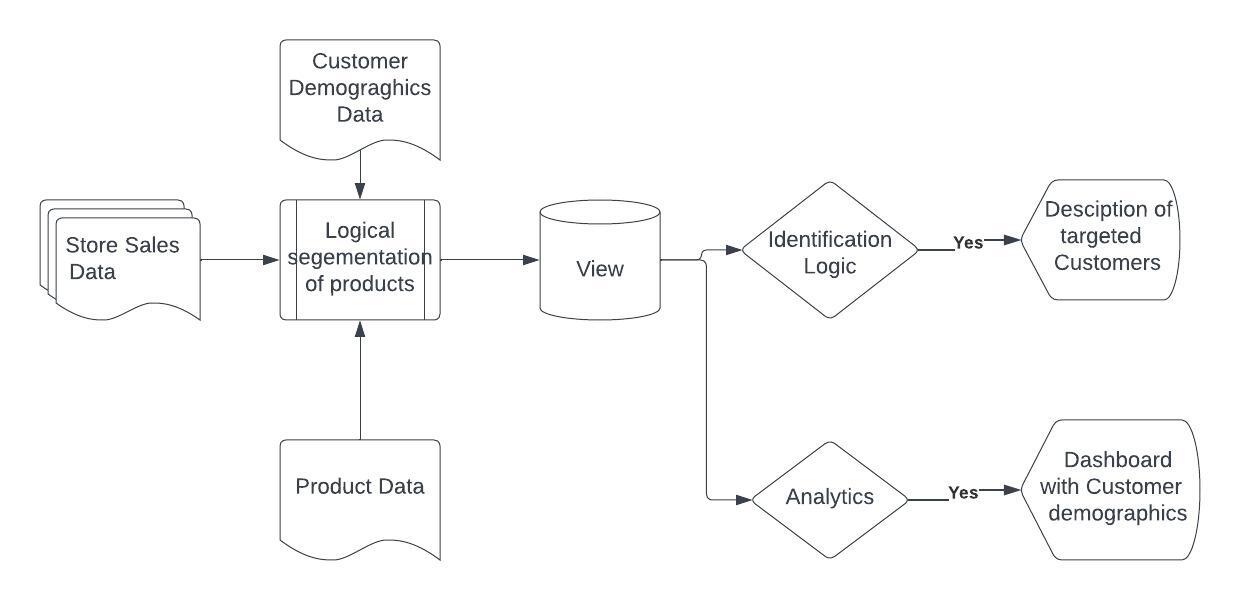 Customer
Demograghics
Data
Store Sales
Data
Logical
segementation
of products
View
Identification
Logic
Yes
Desciption of
targeted
Customers
Product Data
Analytics
Yes
Dashboard
with Customer
demographics